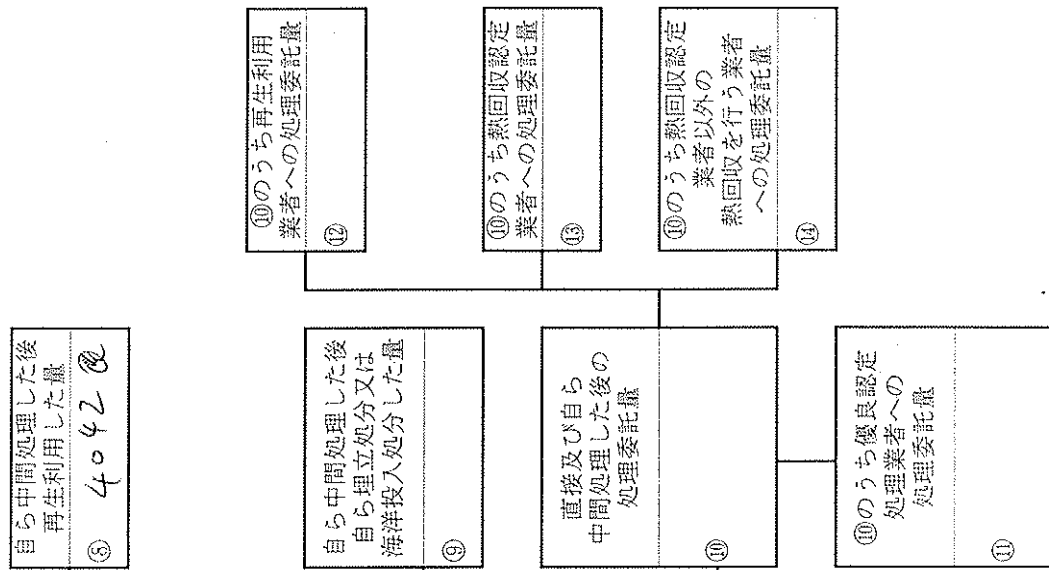 自ら中間処理した後
再生利用した量
⑧ 4042
自ら中間処理した後
自ら埋立処分又は
海洋投入処分した量
⑨
直接及び自ら
中間処理した後の
処理委託量
⑩
⑩のうち優良認定
処理業者への
処理委託量
⑪
⑩のうち再生利用
業者への処理委託量
⑫
⑩のうち熱回収認定
業者への処理委託量
⑬
⑩のうち熱回収認定
業者以外の
熱回収を行う業者
への処理委託量
⑭